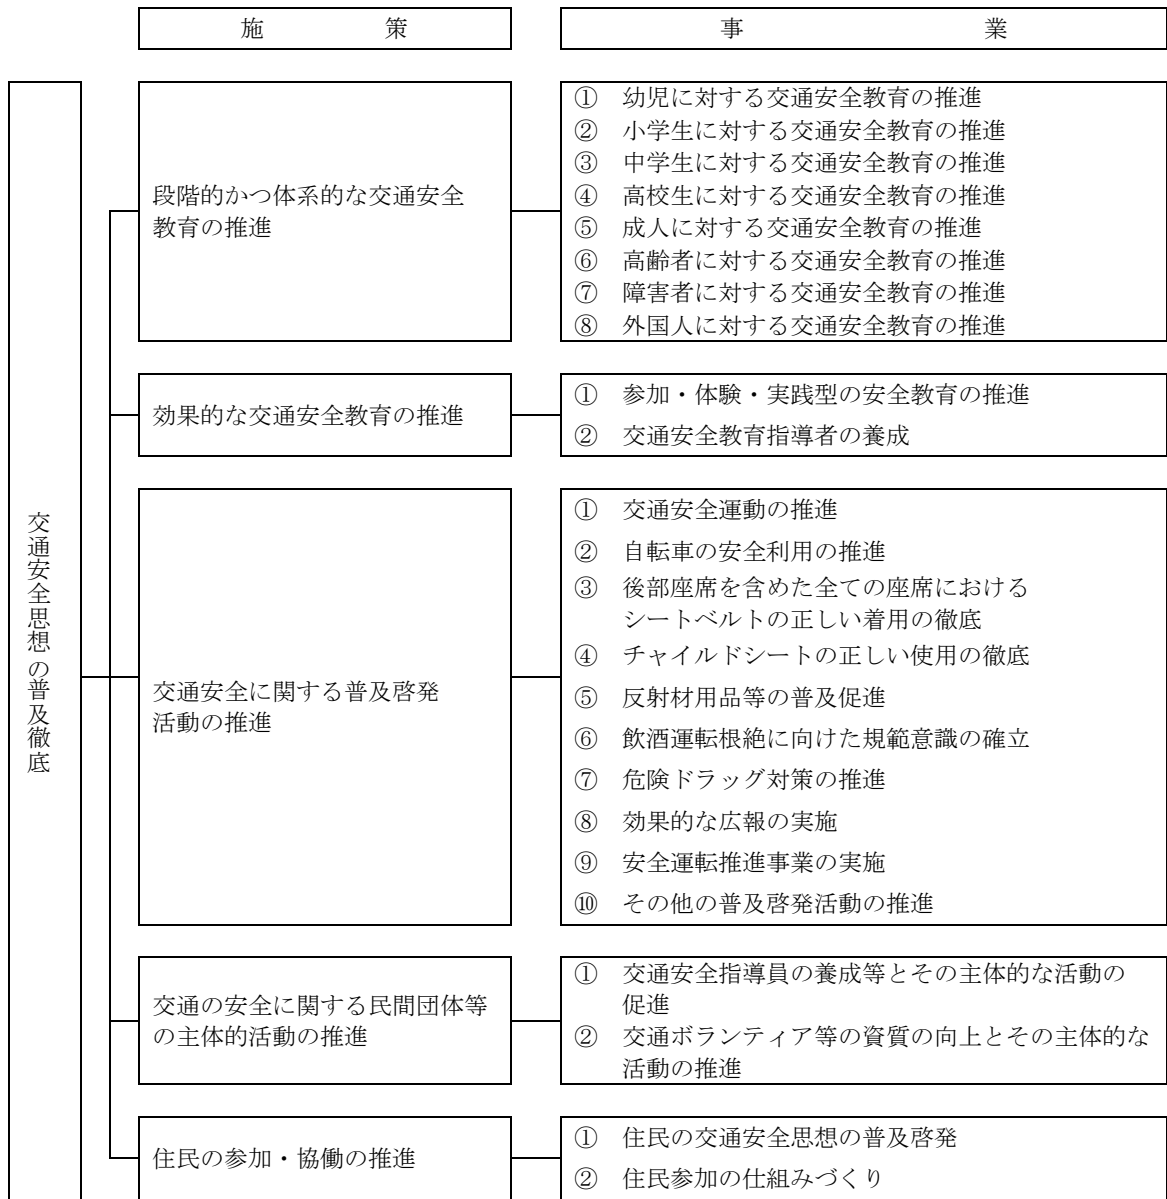 施　　　策
事　　　業
交通安全思想の普及徹底
段階的かつ体系的な交通安全
教育の推進
①　幼児に対する交通安全教育の推進
②　小学生に対する交通安全教育の推進
③　中学生に対する交通安全教育の推進
④　高校生に対する交通安全教育の推進
⑤　成人に対する交通安全教育の推進
⑥　高齢者に対する交通安全教育の推進
⑦　障害者に対する交通安全教育の推進
⑧　外国人に対する交通安全教育の推進
効果的な交通安全教育の推進
①　参加・体験・実践型の安全教育の推進
②　交通安全教育指導者の養成
交通安全に関する普及啓発
活動の推進
①　交通安全運動の推進
②　自転車の安全利用の推進
③　後部座席を含めた全ての座席における
シートベルトの正しい着用の徹底
④　チャイルドシートの正しい使用の徹底
⑤　反射材用品等の普及促進
⑥　飲酒運転根絶に向けた規範意識の確立
⑦　危険ドラッグ対策の推進
⑧　効果的な広報の実施
⑨　安全運転推進事業の実施
⑩　その他の普及啓発活動の推進
交通の安全に関する民間団体等
の主体的活動の推進
①　交通安全指導員の養成等とその主体的な活動の
促進
②　交通ボランティア等の資質の向上とその主体的な
活動の推進
住民の参加・協働の推進
①　住民の交通安全思想の普及啓発
②　住民参加の仕組みづくり